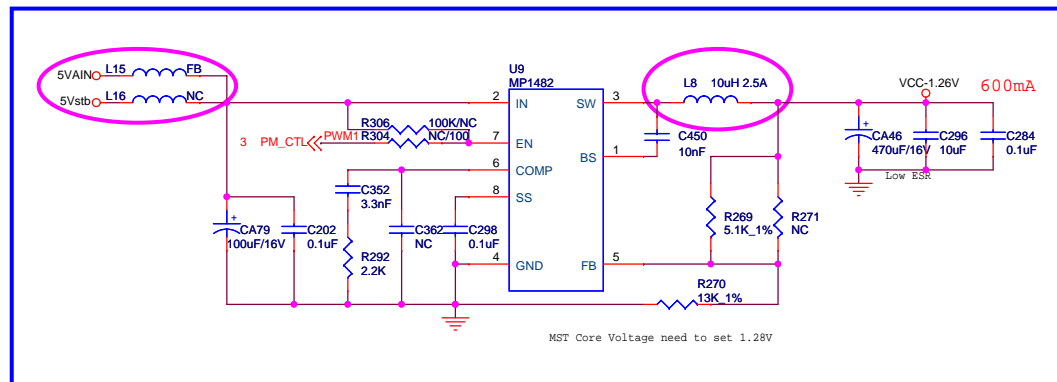 5VAIN
L15
FB
5Vstb
L16
NC
U9
MP1482
2
IN
SW
3
L8
10uH 2.5A
VCC-1.26V
600mA
R306
100K/NC
3
PM_CTL
PWM1
R304
NC/100
7
EN
C450
10nF
CA46
470uF/16V
C296
10uF
C284
0.1uF
Low ESR
BS
1
6
COMP
C352
3.3nF
8
SS
R269
5.1K_1%
R271
NC
CA79
100uF/16V
C202
0.1uF
C362
NC
C298
0.1uF
R292
2.2K
4
GND
FB
5
R270
13K_1%
MST Core Voltage need to set 1.28V
+
+